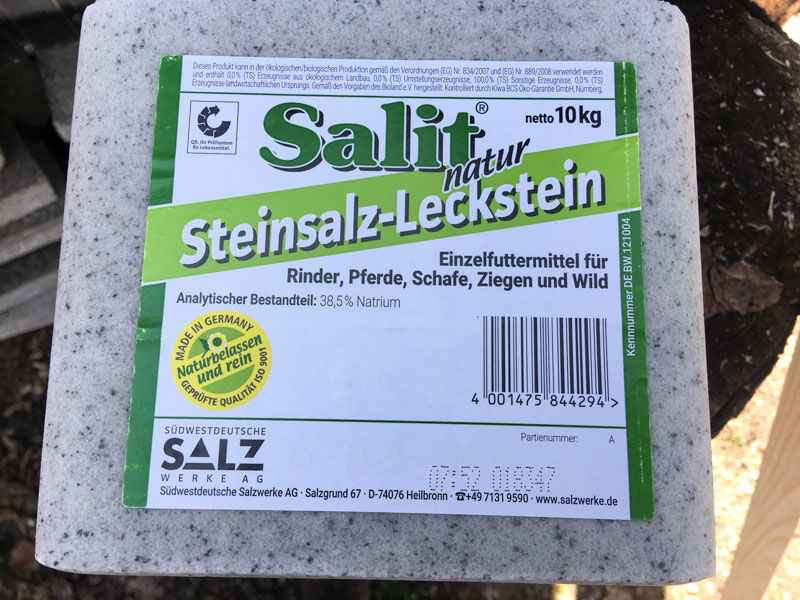 Dieses Produkt kann in der ökologischen/biologischen Produktion gemäß den Verordnungen (EG) Nr. 834/2007 und (EG) Nr. 889/2008 verwendet werden
und enthält 0,0% (TS) Erzeugnisse aus ökologischem Landbau, 0,0% (TS) Umstellungserzeugnisse, 100,0% (TS) Sonstige Erzeugnisse, 0,0% (TS)
Erzeugnisse landwirtschaftlichen Ursprungs. Gemäß den Vorgaben des Bioland e.V. hergestellt. Kontrolliert durch Kiwa BCS Öko-Garantie GmbH, Nürnberg.
QS. Ihr Prüfsystem
für Lebensmittel.
Salit®
natur
netto 10kg
Steinsalz-Leckstein
Einzelfuttermittel für
Rinder, Pferde, Schafe, Ziegen und Wild
Analytischer Bestandteil: 38,5% Natrium
Kennnummer DE BW 121004
MADE IN GERMANY
Naturbelassen
und rein
GEPRÜFTE QUALITÄT ISO 9001
4 001475 844294 >
SÜDWESTDEUTSCHE
SALZ
WERKE AG
Partienummer: A
07:52
Südwestdeutsche Salzwerke AG · Salzgrund 67 · D-74076 Heilbronn · ☎+49 7131 9590 · www.salzwerke.de